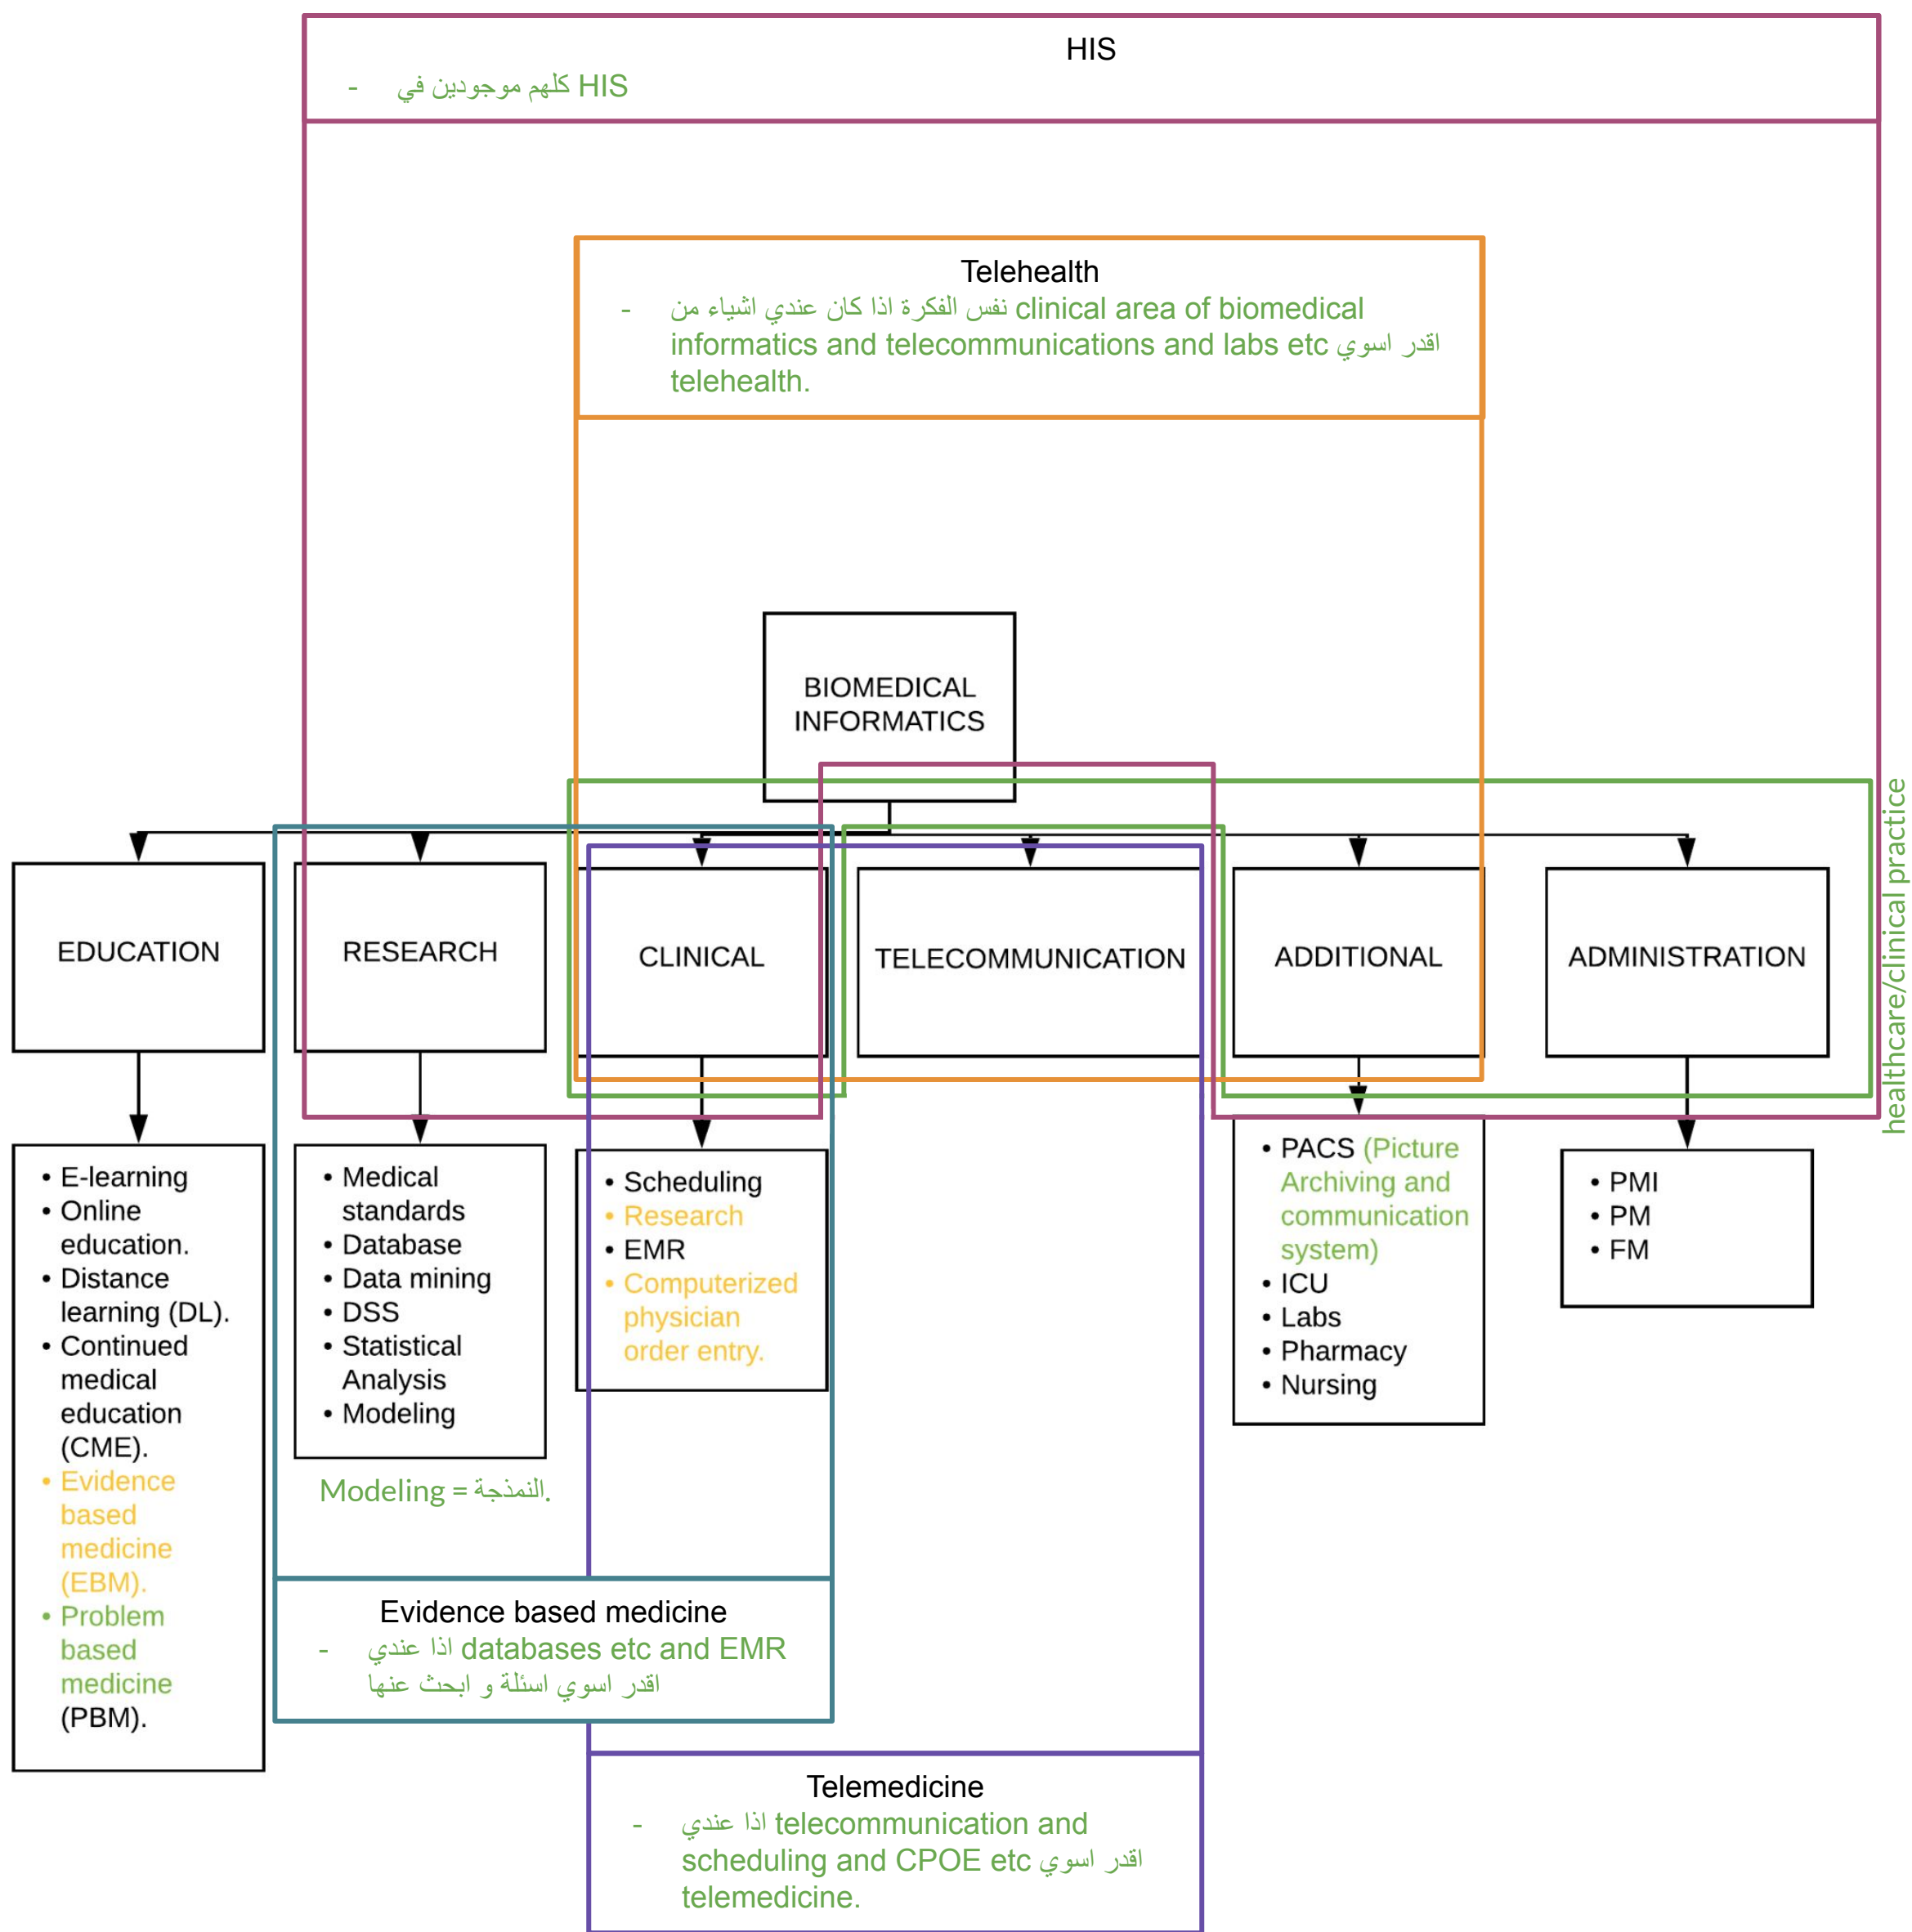 HIS
- كلهم موجودين في HIS
Telehealth
- نفس الفكرة اذا كان عندي اشياء من clinical area of biomedical
informatics and telecommunications and labs etc اقدر اسوي
telehealth.
BIOMEDICAL
INFORMATICS
healthcare/clinical practice
EDUCATION
RESEARCH
CLINICAL
TELECOMMUNICATION
ADDITIONAL
ADMINISTRATION
• E-learning
• Online
education.
• Distance
learning (DL).
• Continued
medical
education
(CME).
• Evidence
based
medicine
(EBM).
• Problem
based
medicine
(PBM).
• Medical
standards
• Database
• Data mining
• DSS
• Statistical
Analysis
• Modeling
Modeling = النمذجة.
• Scheduling
• Research
• EMR
• Computerized
physician
order entry.
• PACS (Picture
Archiving and
communication
system)
• ICU
• Labs
• Pharmacy
• Nursing
• PMI
• PM
• FM
Evidence based medicine
- اذا عندي databases etc and EMR
اقدر اسوي اسئلة و ابحث عنها
Telemedicine
- اذا عندي telecommunication and
scheduling and CPOE etc اقدر اسوي
telemedicine.